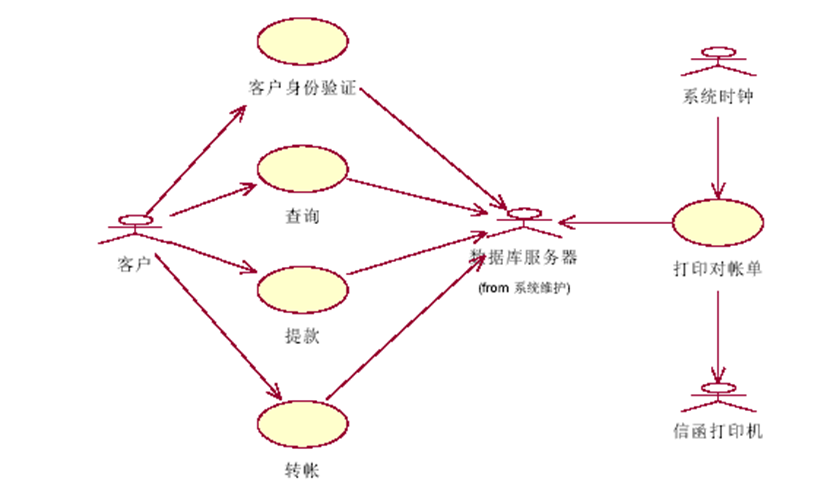 客户身份验证
系统时钟
查询
客户
数据库服务器
(from 系统维护)
打印对帐单
提款
信函打印机
转帐